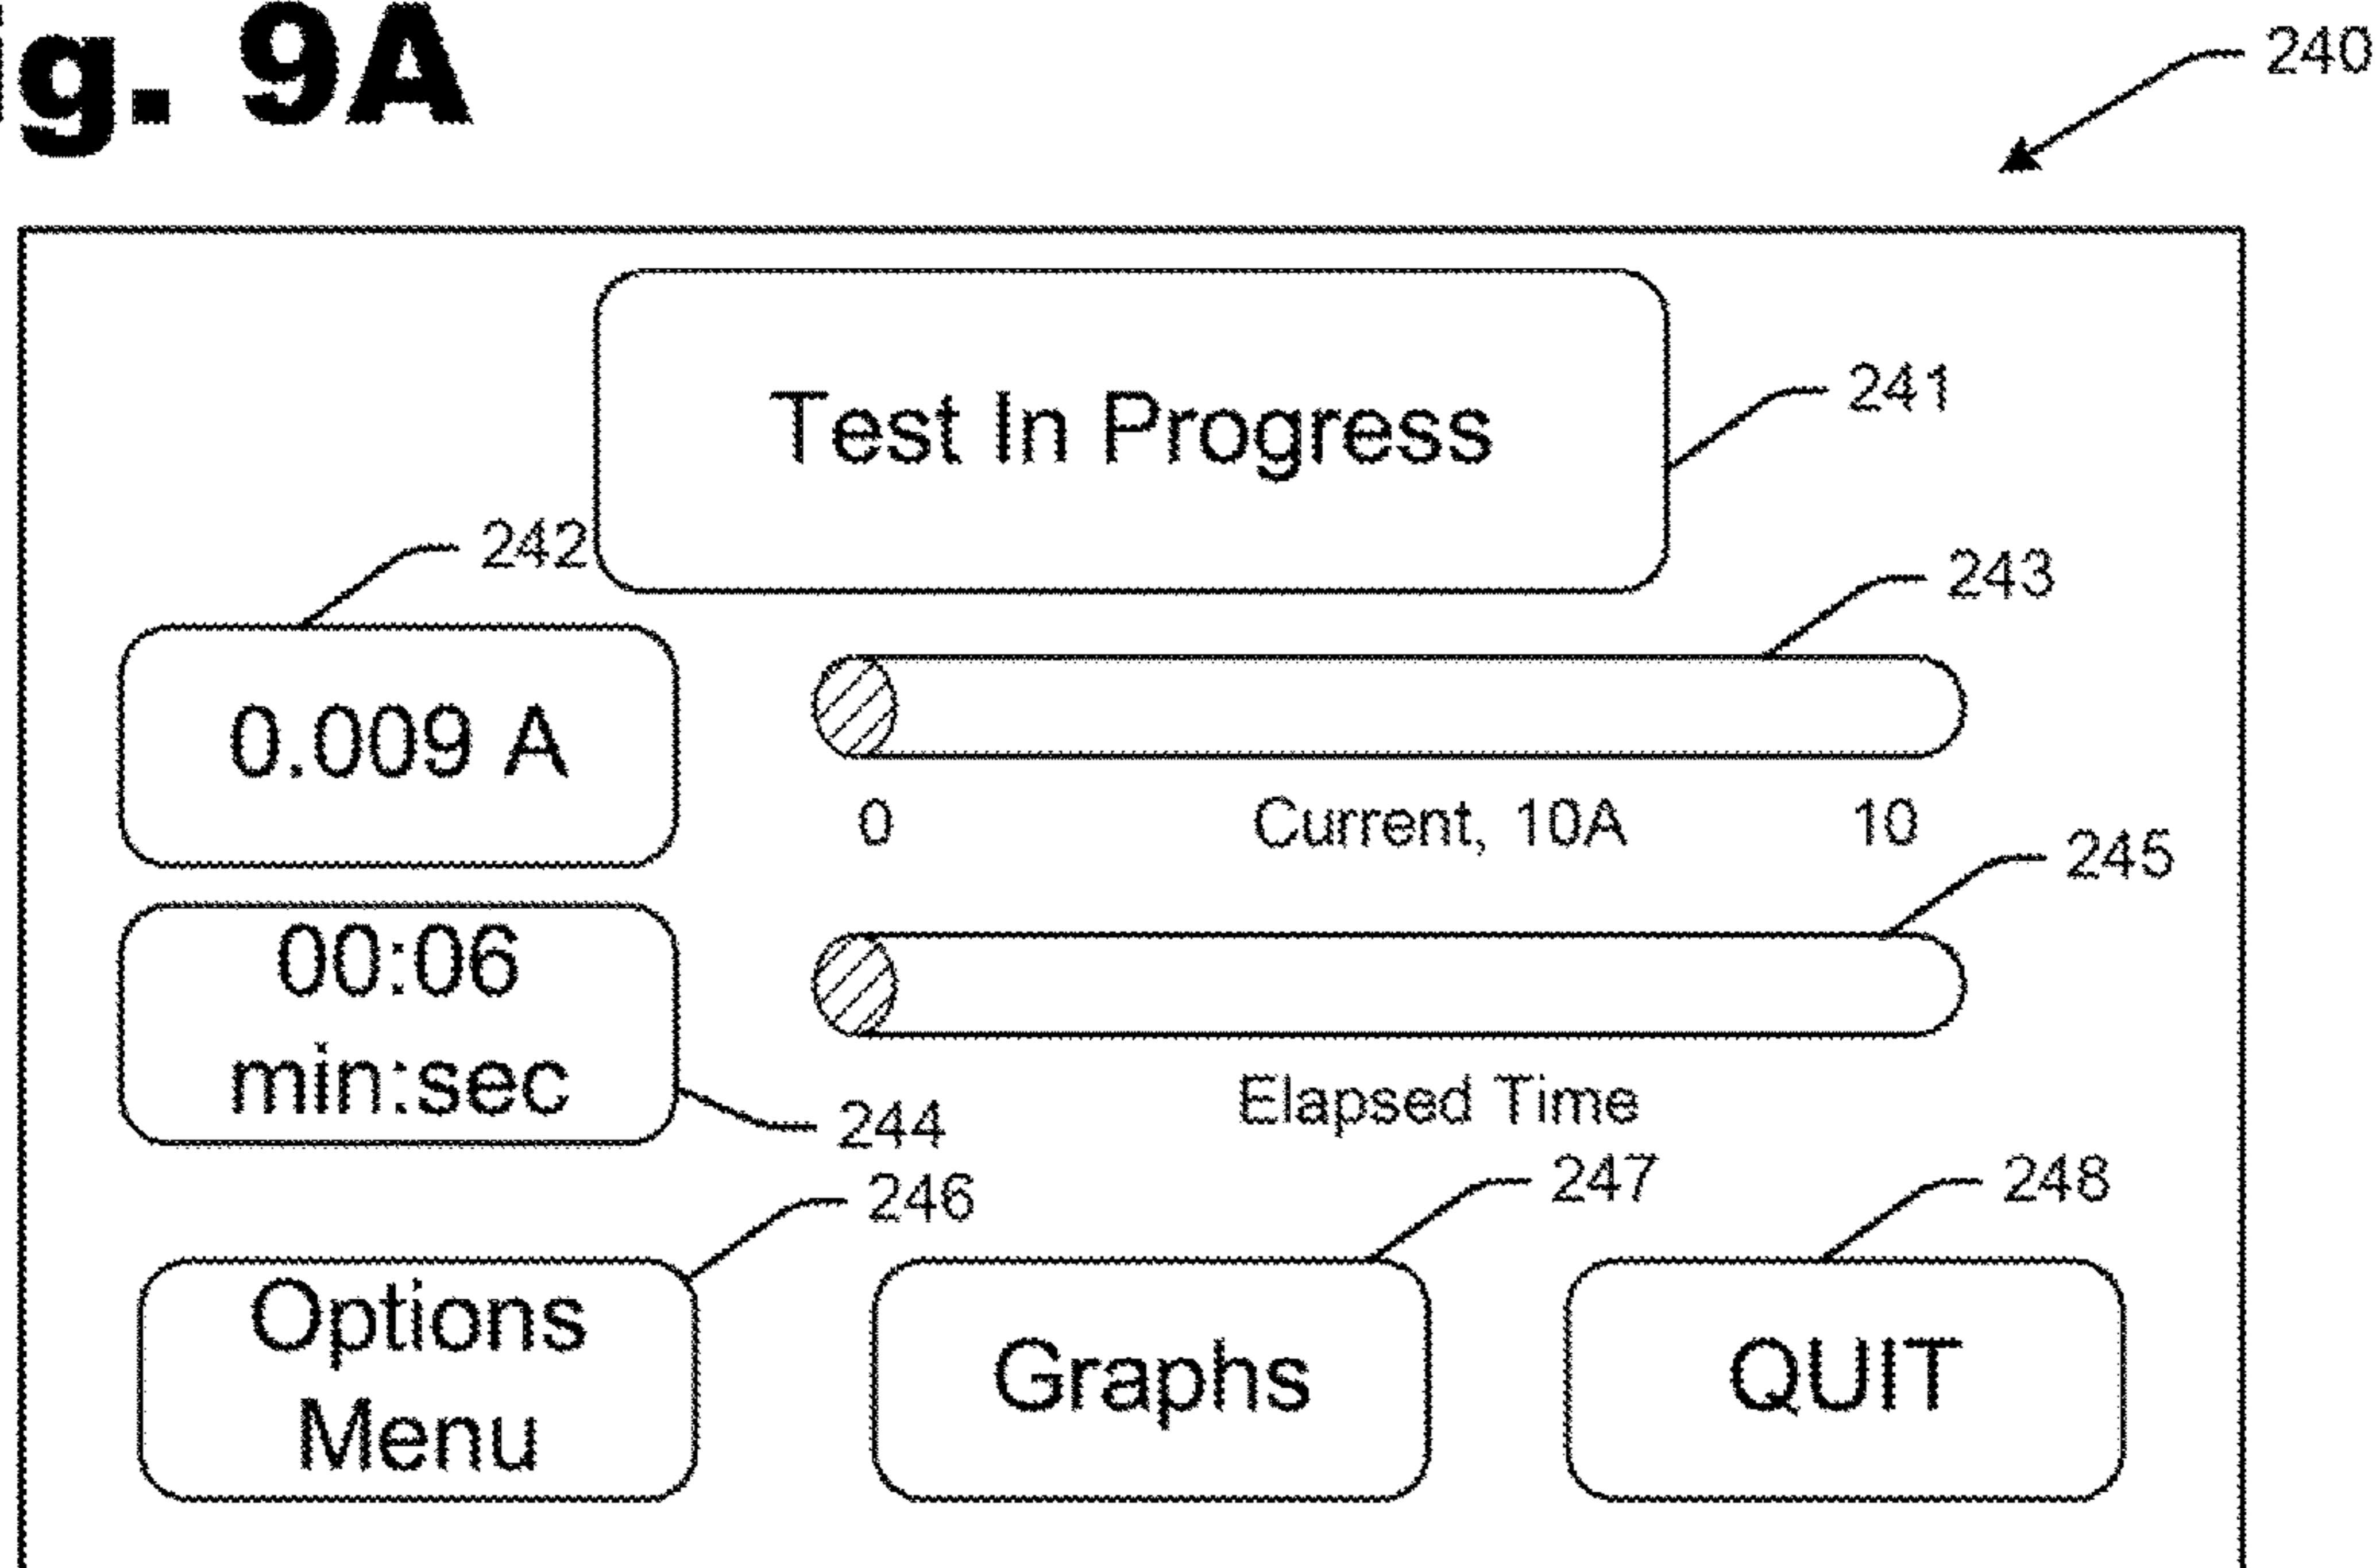 ig. 9A
240
Test In Progress
241
242
243
0.009 A
0 Current, 10A 10
245
00:06
min:sec
Elapsed Time
244
246
247
248
Options
Menu
Graphs
QUIT